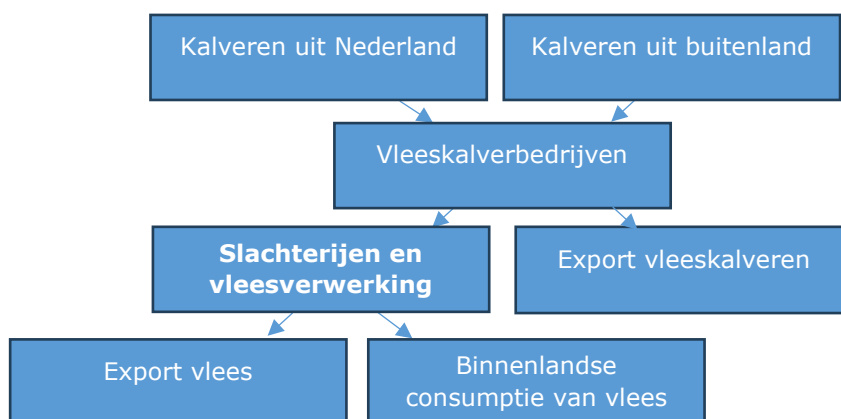 Kalveren uit Nederland
Kalveren uit buitenland
Vleeskalverbedrijven
Slachterijen en
vleesverwerking
Export vleeskalveren
Export vlees
Binnenlandse
consumptie van vlees